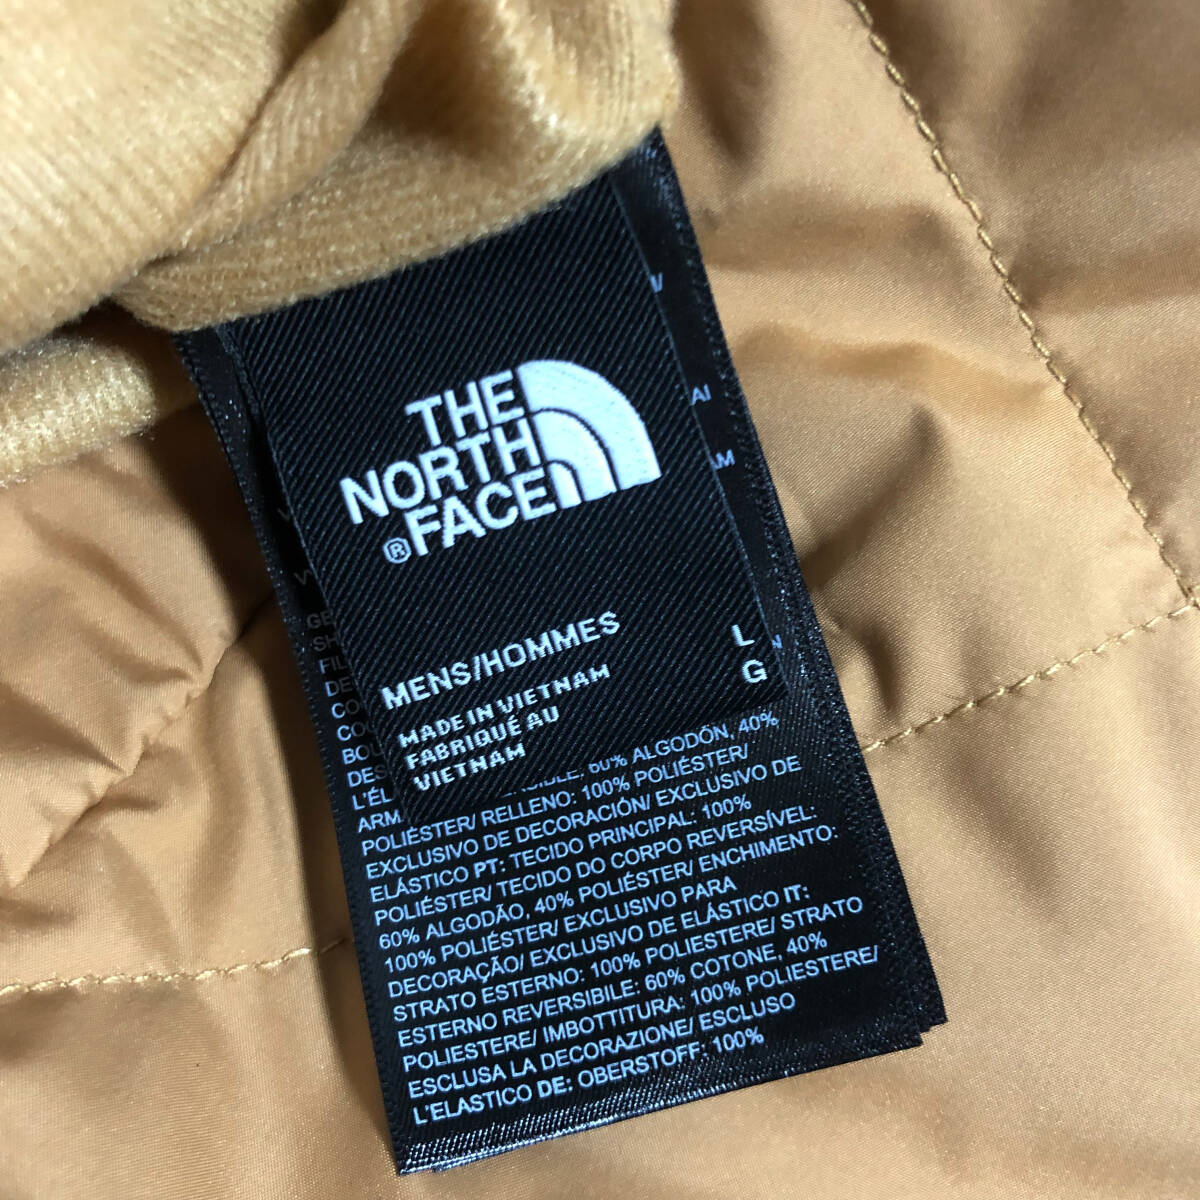 THE
NORTH
FACE
®
MENS/HOMMES L
G
MADE IN VIETNAM
FABRIQUÉ AU
VIETNAM
60% ALGODÓN, 40%
POLIÉSTER/ RELLENO: 100% POLIÉSTER/
EXCLUSIVO DE DECORACIÓN/ EXCLUSIVO DE
ELÁSTICO PT: TECIDO PRINCIPAL: 100%
POLIÉSTER/ TECIDO DO CORPO REVERSÍVEL:
60% ALGODÃO, 40% POLIÉSTER/ ENCHIMENTO:
100% POLIÉSTER/ EXCLUSIVO PARA
DECORAÇÃO/ EXCLUSIVO DE ELÁSTICO IT:
STRATO ESTERNO: 100% POLIESTERE/ STRATO
ESTERNO REVERSIBILE: 60% COTONE, 40%
POLIESTERE/ IMBOTTITURA: 100% POLIESTERE/
ESCLUSA LA DECORAZIONE/ ESCLUSO
L'ELASTICO DE: OBERSTOFF: 100%